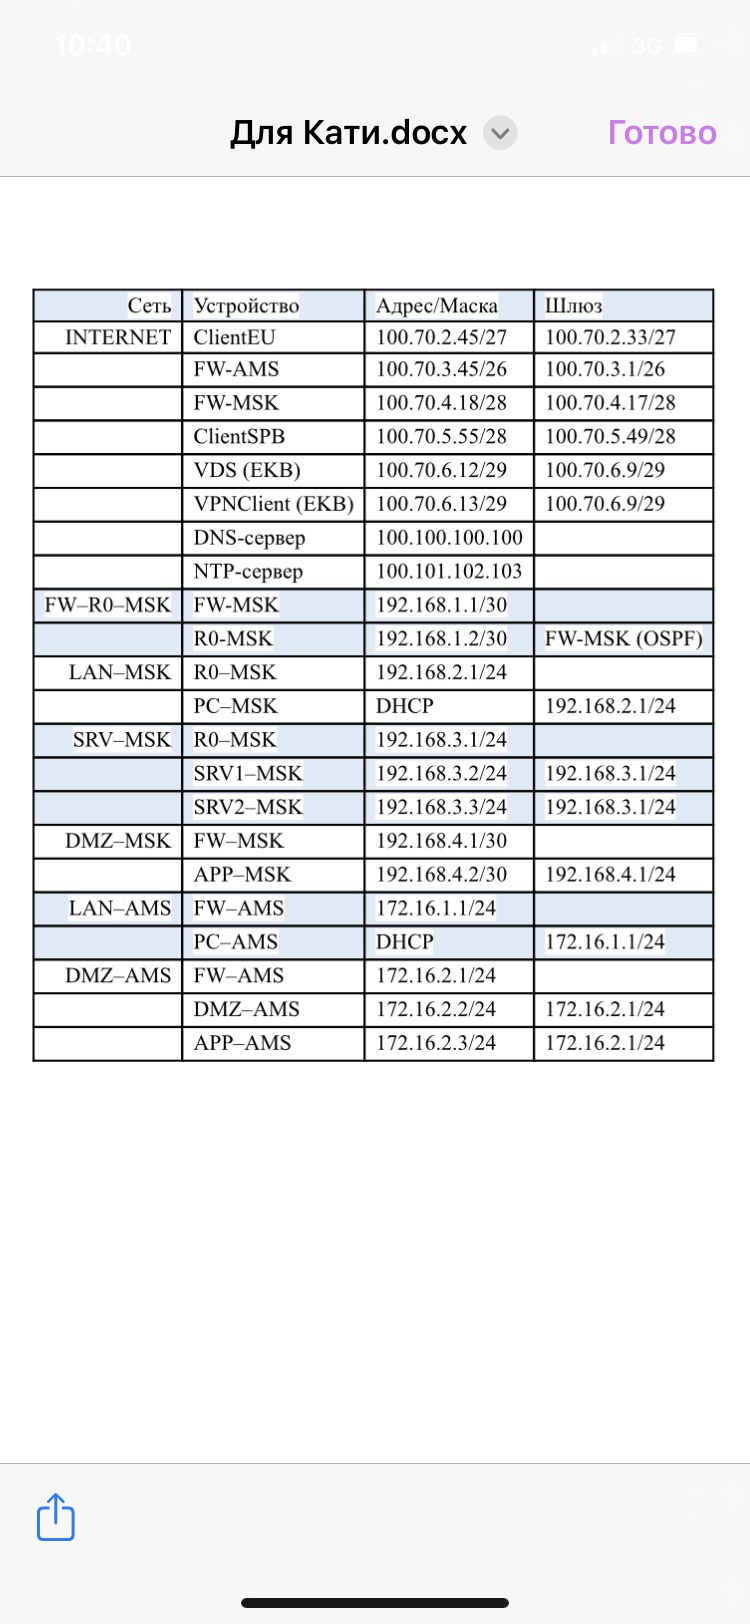 10:40
3G
Для Кати.docx
Готово
Сеть Устройство Адрес/Маска Шлюз
INTERNET ClientEU 100.70.2.45/27 100.70.2.33/27
FW-AMS 100.70.3.45/26 100.70.3.1/26
FW-MSK 100.70.4.18/28 100.70.4.17/28
ClientSPB 100.70.5.55/28 100.70.5.49/28
VDS (EKB) 100.70.6.12/29 100.70.6.9/29
VPNClient (EKB) 100.70.6.13/29 100.70.6.9/29
DNS-сервер 100.100.100.100
NTP-сервер 100.101.102.103
FW–R0–MSK FW-MSK 192.168.1.1/30
R0-MSK 192.168.1.2/30 FW-MSK (OSPF)
LAN–MSK R0–MSK 192.168.2.1/24
PC–MSK DHCP 192.168.2.1/24
SRV–MSK R0–MSK 192.168.3.1/24
SRV1–MSK 192.168.3.2/24 192.168.3.1/24
SRV2–MSK 192.168.3.3/24 192.168.3.1/24
DMZ–MSK FW–MSK 192.168.4.1/30
APP–MSK 192.168.4.2/30 192.168.4.1/24
LAN–AMS FW–AMS 172.16.1.1/24
PC–AMS DHCP 172.16.1.1/24
DMZ–AMS FW–AMS 172.16.2.1/24
DMZ–AMS 172.16.2.2/24 172.16.2.1/24
APP–AMS 172.16.2.3/24 172.16.2.1/24